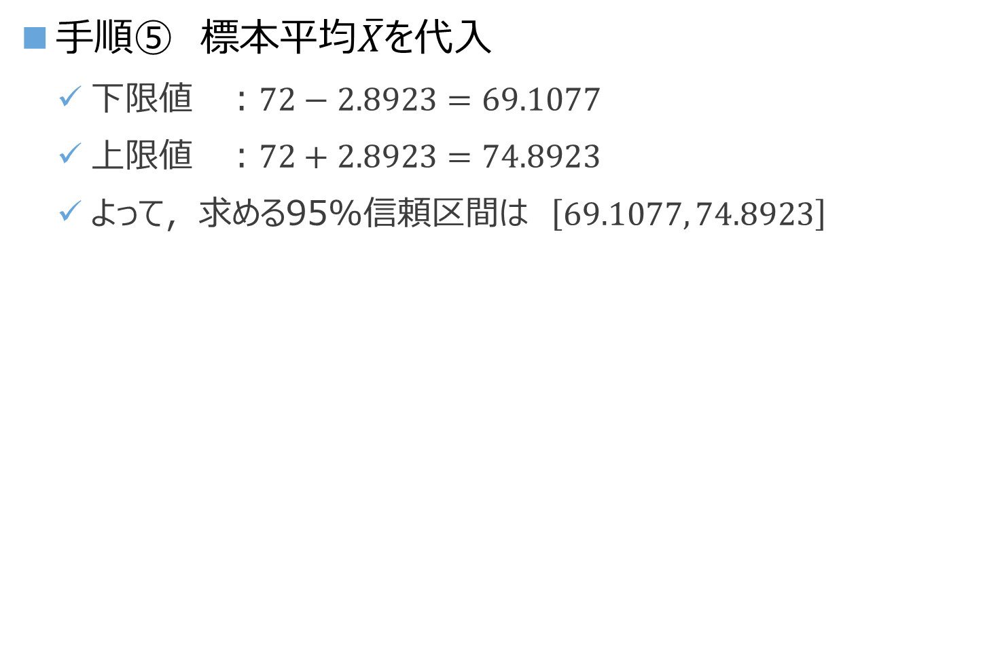 ■ 手順⑤　標本平均X̄を代入
✓ 下限値　：72 − 2.8923 = 69.1077
✓ 上限値　：72 + 2.8923 = 74.8923
✓ よって，求める95%信頼区間は　[69.1077, 74.8923]